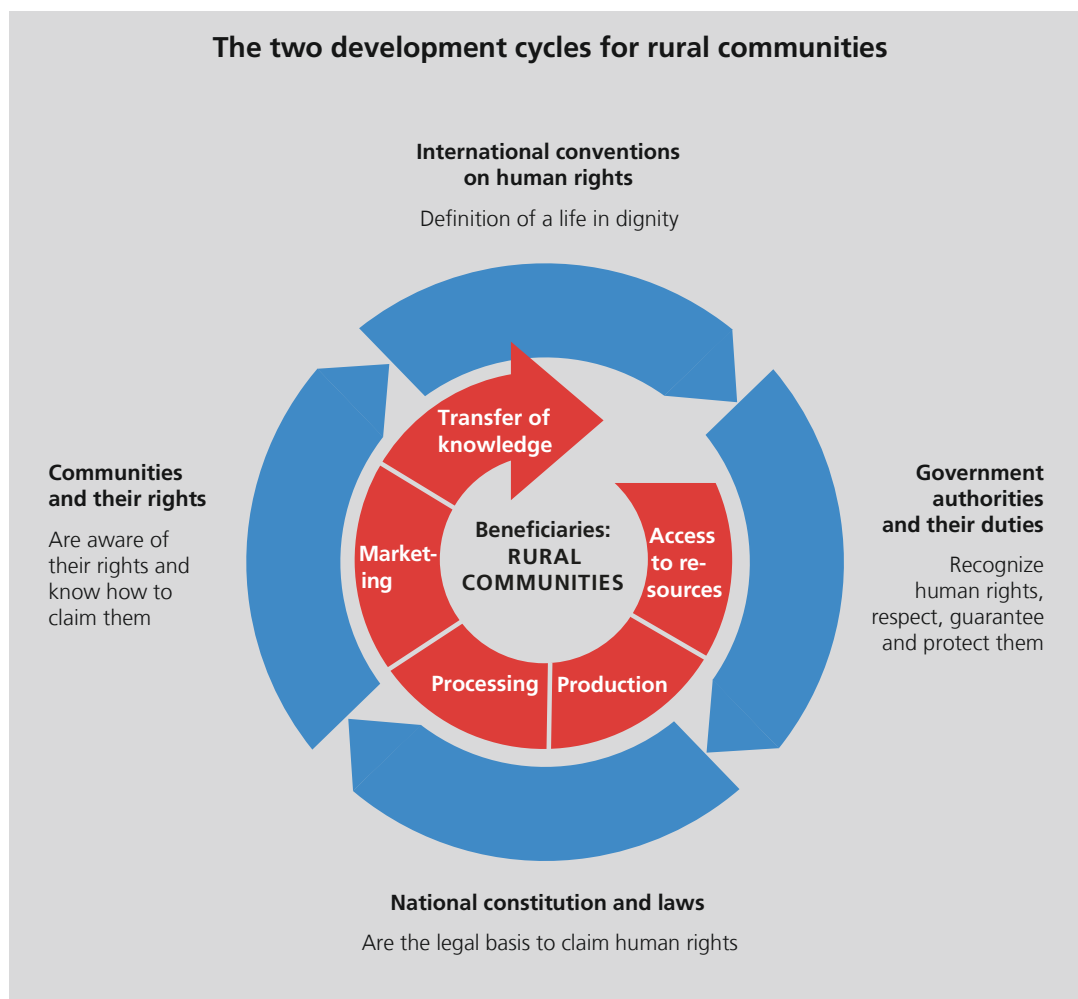 The two development cycles for rural communities
International conventions
on human rights
Definition of a life in dignity
Transfer of
knowledge
Communities
and their rights
Are aware of
their rights and
know how to
claim them
Market-
ing
Beneficiaries:
RURAL
COMMUNITIES
Access
to re-
sources
Government
authorities
and their duties
Recognize
human rights,
respect, guarantee
and protect them
Processing
Production
National constitution and laws
Are the legal basis to claim human rights